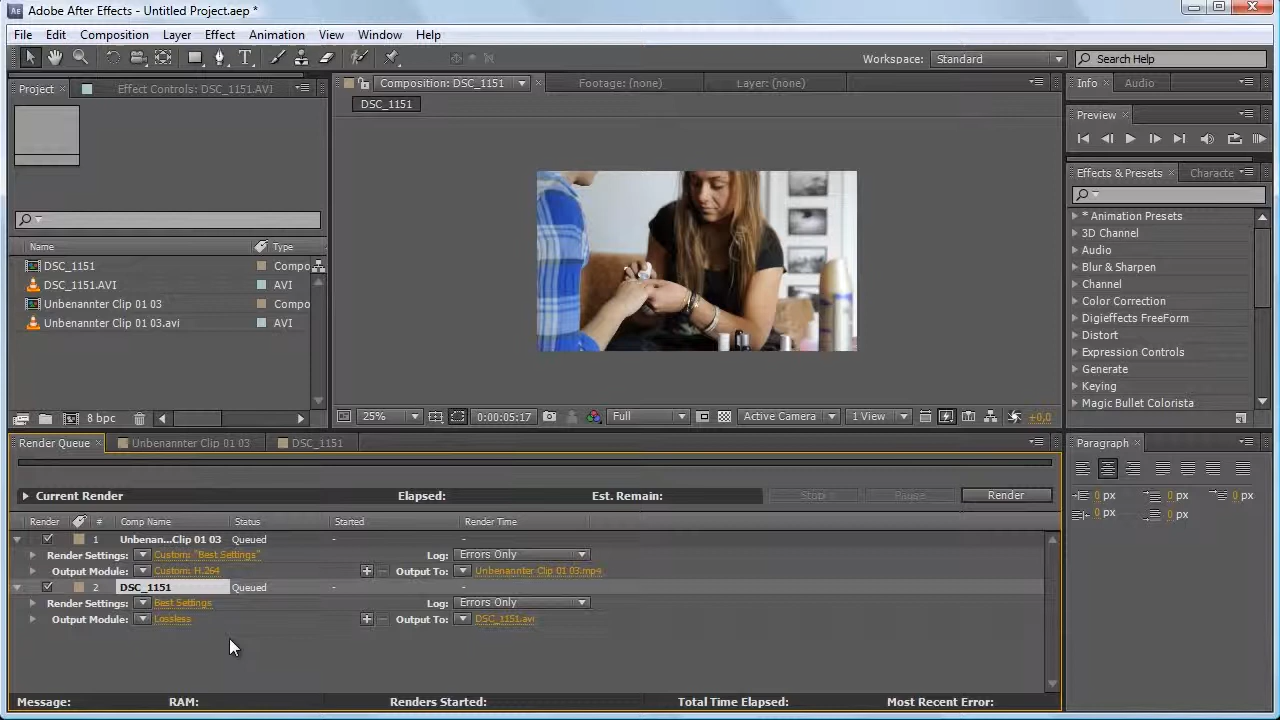 Ae Adobe After Effects - Untitled Project.aep *
File Edit Composition Layer Effect Animation View Window Help
T Workspace: Standard Search Help
Project Effect Controls: DSC_1151.AVI
Composition: DSC_1151 Footage: (none) Layer: (none)
DSC_1151
Info Audio
Preview
Effects & Presets Characte
* Animation Presets
3D Channel
Audio
Blur & Sharpen
Channel
Color Correction
Digieffects FreeForm
Distort
Expression Controls
Generate
Keying
Magic Bullet Colorista
Name Type
DSC_1151 Compo
DSC_1151.AVI AVI
Unbenannter Clip 01 03 Compo
Unbenannter Clip 01 03.avi AVI
8 bpc
25% 0:00:05:17 Full Active Camera 1 View +0,0
Render Queue Unbenannter Clip 01 03 DSC_1151
Current Render Elapsed: Est. Remain: Stop Pause Render
Render # Comp Name Status Started Render Time
1 Unbenan...Clip 01 03 Queued - -
Render Settings: Custom: "Best Settings" Log: Errors Only
Output Module: Custom: H.264 Output To: Unbenannter Clip 01 03.mp4
2 DSC_1151 Queued - -
Render Settings: Best Settings Log: Errors Only
Output Module: Lossless Output To: DSC_1151.avi
Message: RAM: Renders Started: Total Time Elapsed: Most Recent Error:
Paragraph
0 px 0 px 0 px
0 px 0 px